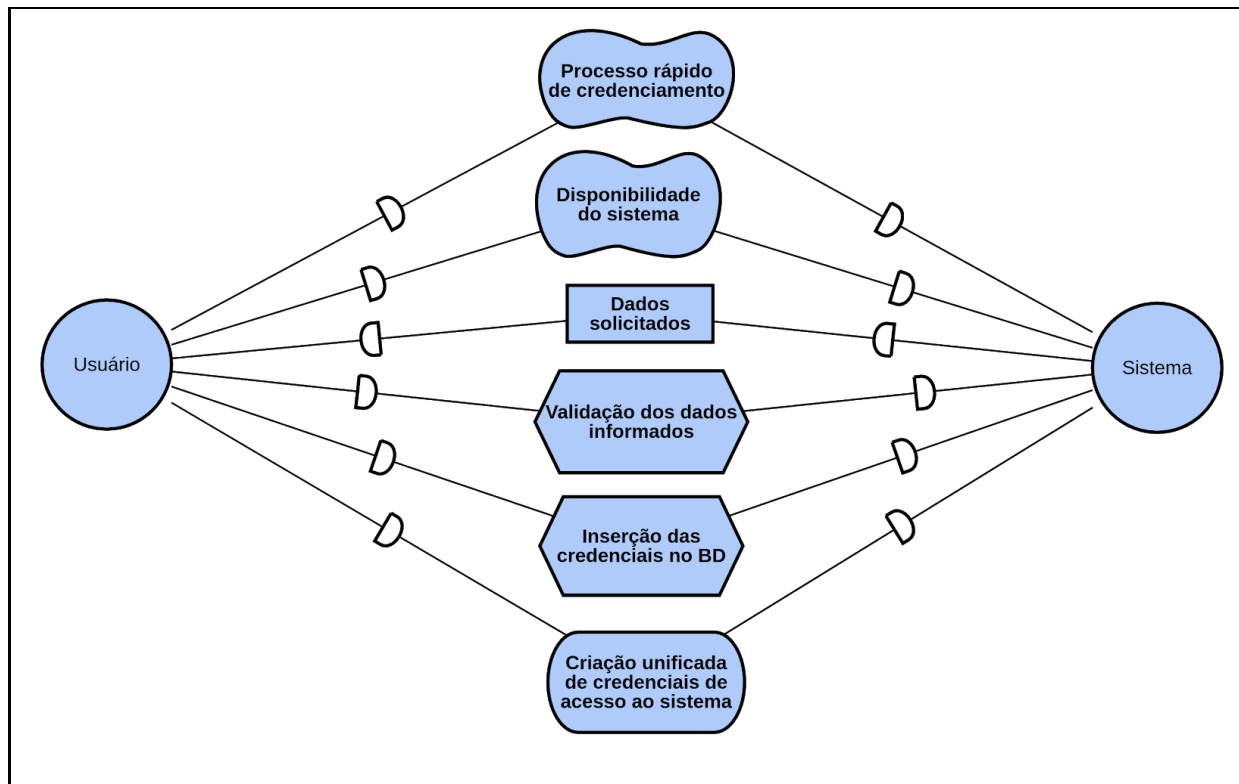 Processo rápido
de credenciamento
Disponibilidade
do sistema
Dados
solicitados
Usuário
Sistema
Validação dos dados
informados
Inserção das
credenciais no BD
Criação unificada
de credenciais de
acesso ao sistema